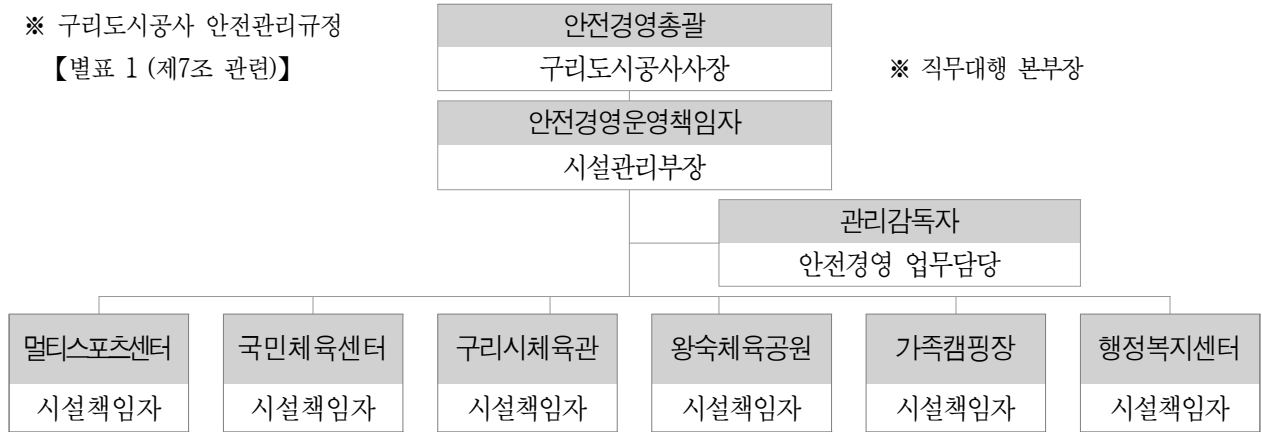 ※ 구리도시공사 안전관리규정
【별표 1 (제7조 관련)】
안전경영총괄
구리도시공사사장
※ 직무대행 본부장
안전경영운영책임자
시설관리부장
관리감독자
안전경영 업무담당
멀티스포츠센터
시설책임자
국민체육센터
시설책임자
구리시체육관
시설책임자
왕숙체육공원
시설책임자
가족캠핑장
시설책임자
행정복지센터
시설책임자